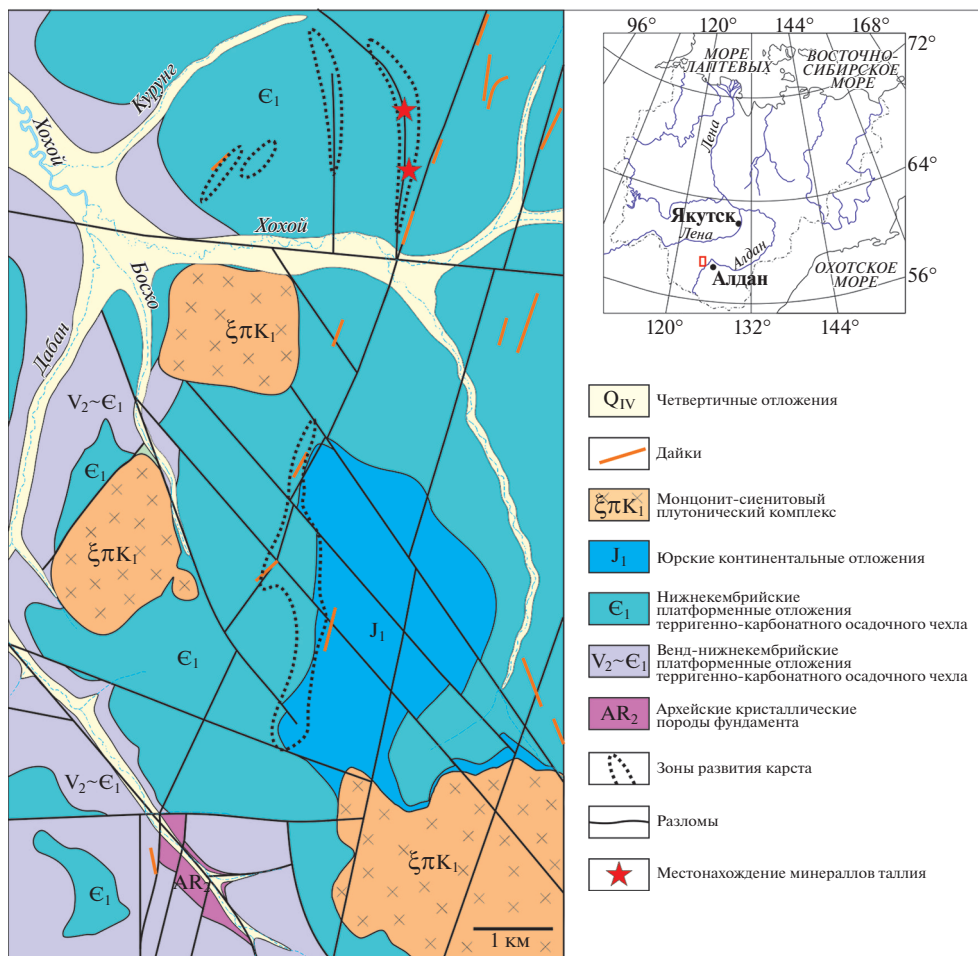 Хохой
Курунг
Є₁
Хохой
Босхо
Дабан
ξπK₁
V₂~Є₁
Є₁
ξπK₁
Є₁
J₁
V₂~Є₁
ξπK₁
AR₂
Є₁
1 км
96° 120° 144° 168°
72°
МОРЕ
ЛАПТЕВЫХ
ВОСТОЧНО-
СИБИРСКОЕ
МОРЕ
Лена
64°
Якутск
Лена
Алдан
Алдан
ОХОТСКОЕ
МОРЕ
56°
120° 132° 144°
Q_IV Четвертичные отложения
Дайки
ξπK₁ Монцонит-сиенитовый
плутонический комплекс
J₁ Юрские континентальные отложения
Є₁ Нижнекембрийские
платформенные отложения
терригенно-карбонатного осадочного чехла
V₂~Є₁ Венд-нижнекембрийские
платформенные отложения
терригенно-карбонатного осадочного чехла
AR₂ Архейские кристаллические
породы фундамента
Зоны развития карста
Разломы
Местонахождение минераллов таллия